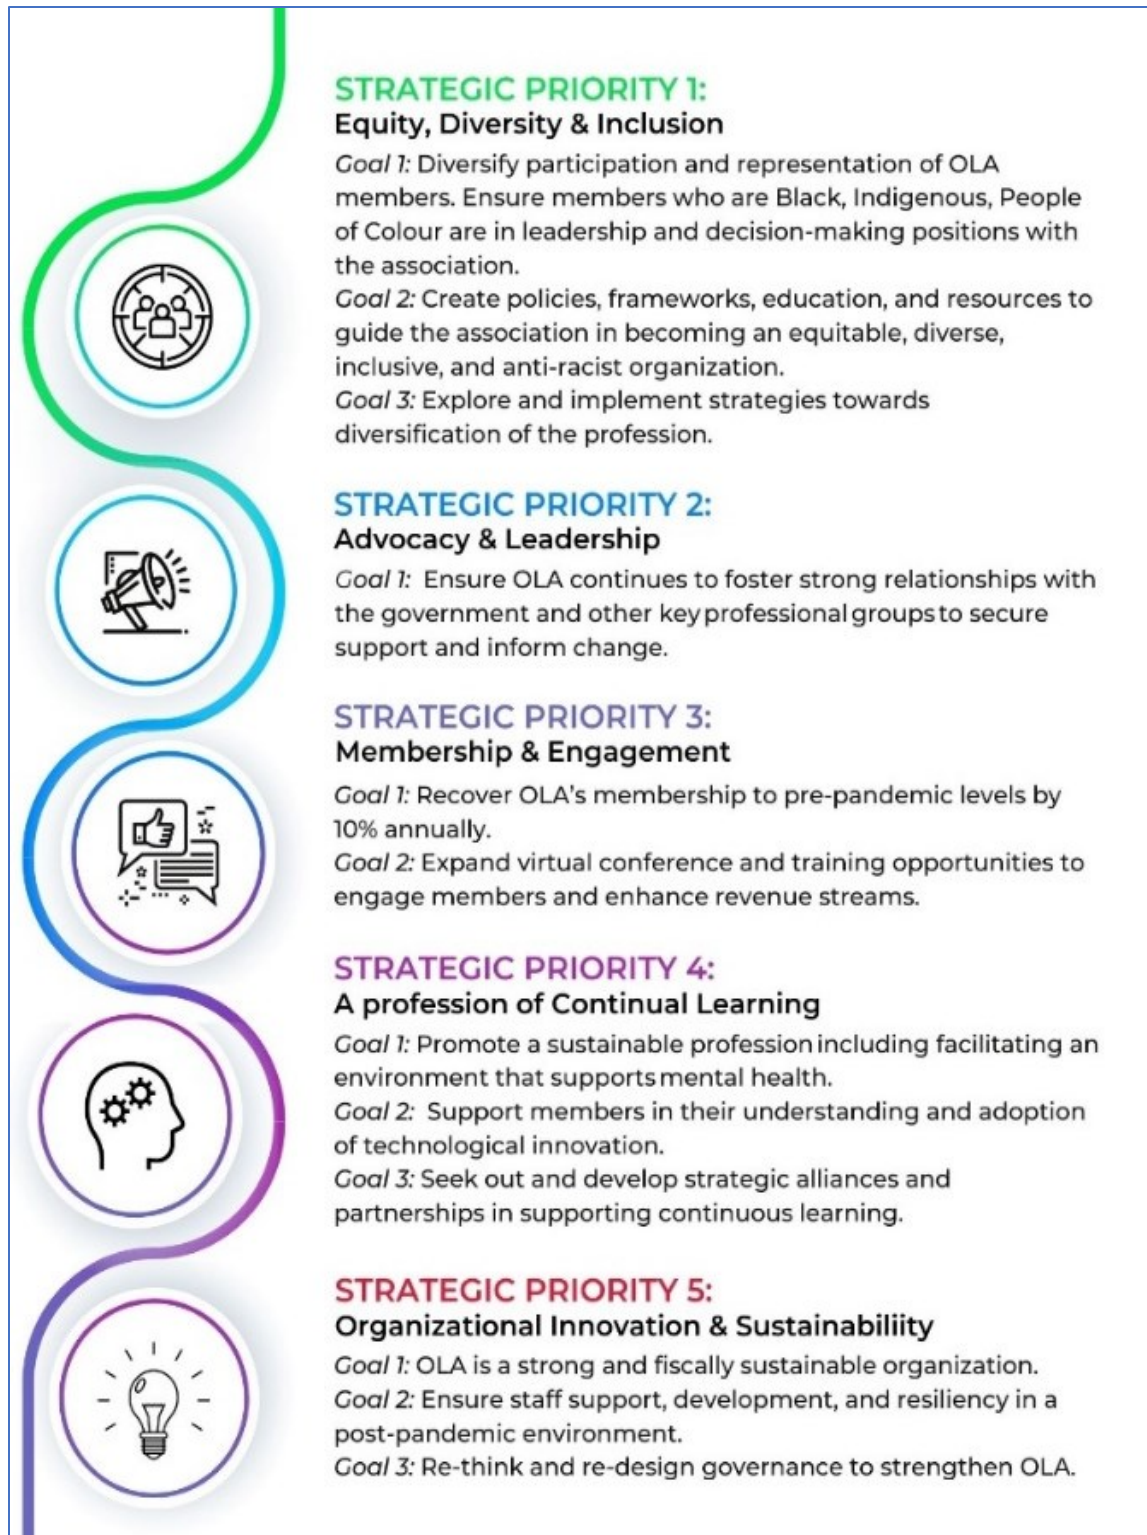 STRATEGIC PRIORITY 1:
Equity, Diversity & Inclusion
Goal 1: Diversify participation and representation of OLA
members. Ensure members who are Black, Indigenous, People
of Colour are in leadership and decision-making positions with
the association.
Goal 2: Create policies, frameworks, education, and resources to
guide the association in becoming an equitable, diverse,
inclusive, and anti-racist organization.
Goal 3: Explore and implement strategies towards
diversification of the profession.
STRATEGIC PRIORITY 2:
Advocacy & Leadership
Goal 1: Ensure OLA continues to foster strong relationships with
the government and other key professional groups to secure
support and inform change.
STRATEGIC PRIORITY 3:
Membership & Engagement
Goal 1: Recover OLA's membership to pre-pandemic levels by
10% annually.
Goal 2: Expand virtual conference and training opportunities to
engage members and enhance revenue streams.
STRATEGIC PRIORITY 4:
A profession of Continual Learning
Goal 1: Promote a sustainable profession including facilitating an
environment that supports mental health.
Goal 2: Support members in their understanding and adoption
of technological innovation.
Goal 3: Seek out and develop strategic alliances and
partnerships in supporting continuous learning.
STRATEGIC PRIORITY 5:
Organizational Innovation & Sustainabiliity
Goal 1: OLA is a strong and fiscally sustainable organization.
Goal 2: Ensure staff support, development, and resiliency in a
post-pandemic environment.
Goal 3: Re-think and re-design governance to strengthen OLA.